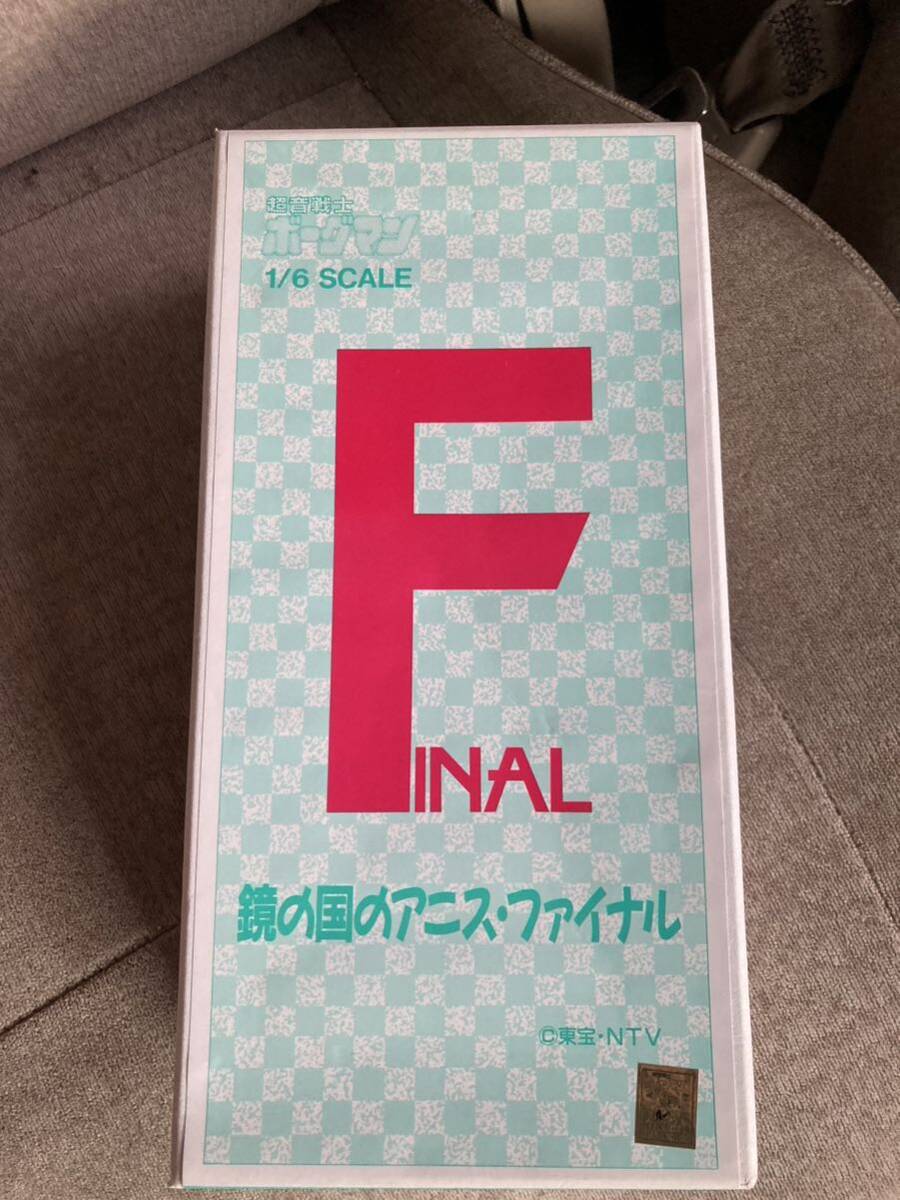 超音戦士
ボーグマン
1/6 SCALE
FINAL
鏡の国のアニス・ファイナル
©東宝・NTV